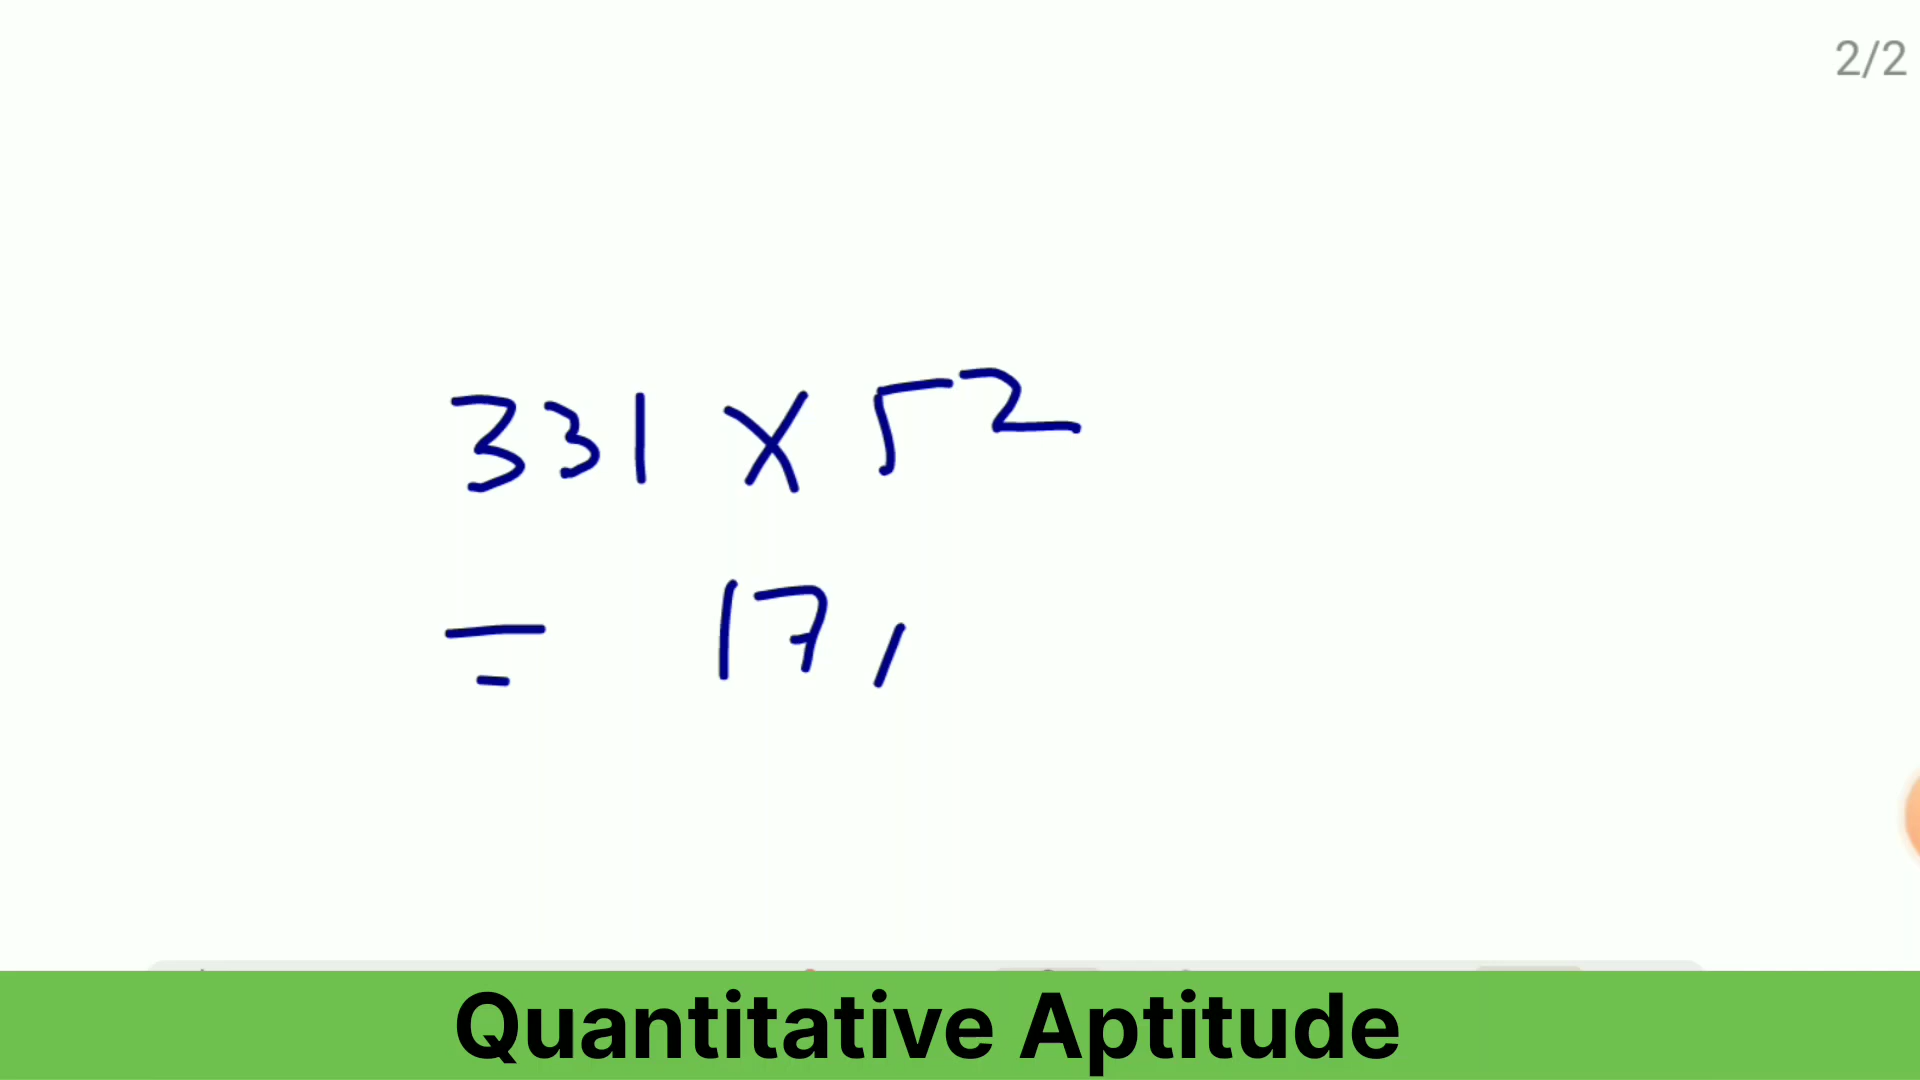 2/2
331 x 52
= 17,
Quantitative Aptitude